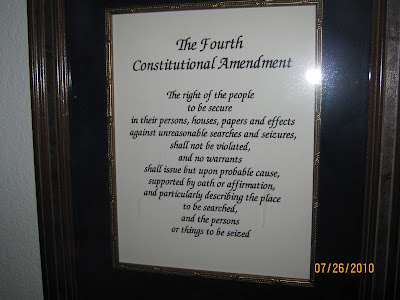 The Fourth
Constitutional Amendment
The right of the people
to be secure
in their persons, houses, papers and effects
against unreasonable searches and seizures,
shall not be violated,
and no warrants
shall issue but upon probable cause,
supported by oath or affirmation,
and particularly describing the place
to be searched,
and the persons
or things to be seized
07/26/2010